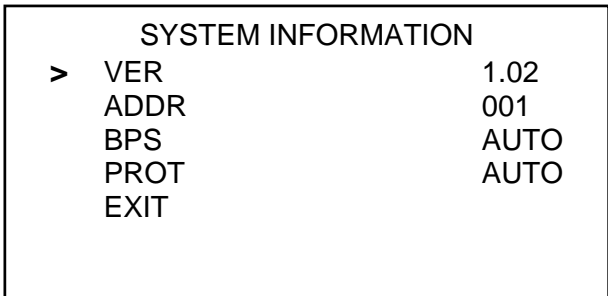 SYSTEM INFORMATION
> VER 1.02
ADDR 001
BPS AUTO
PROT AUTO
EXIT